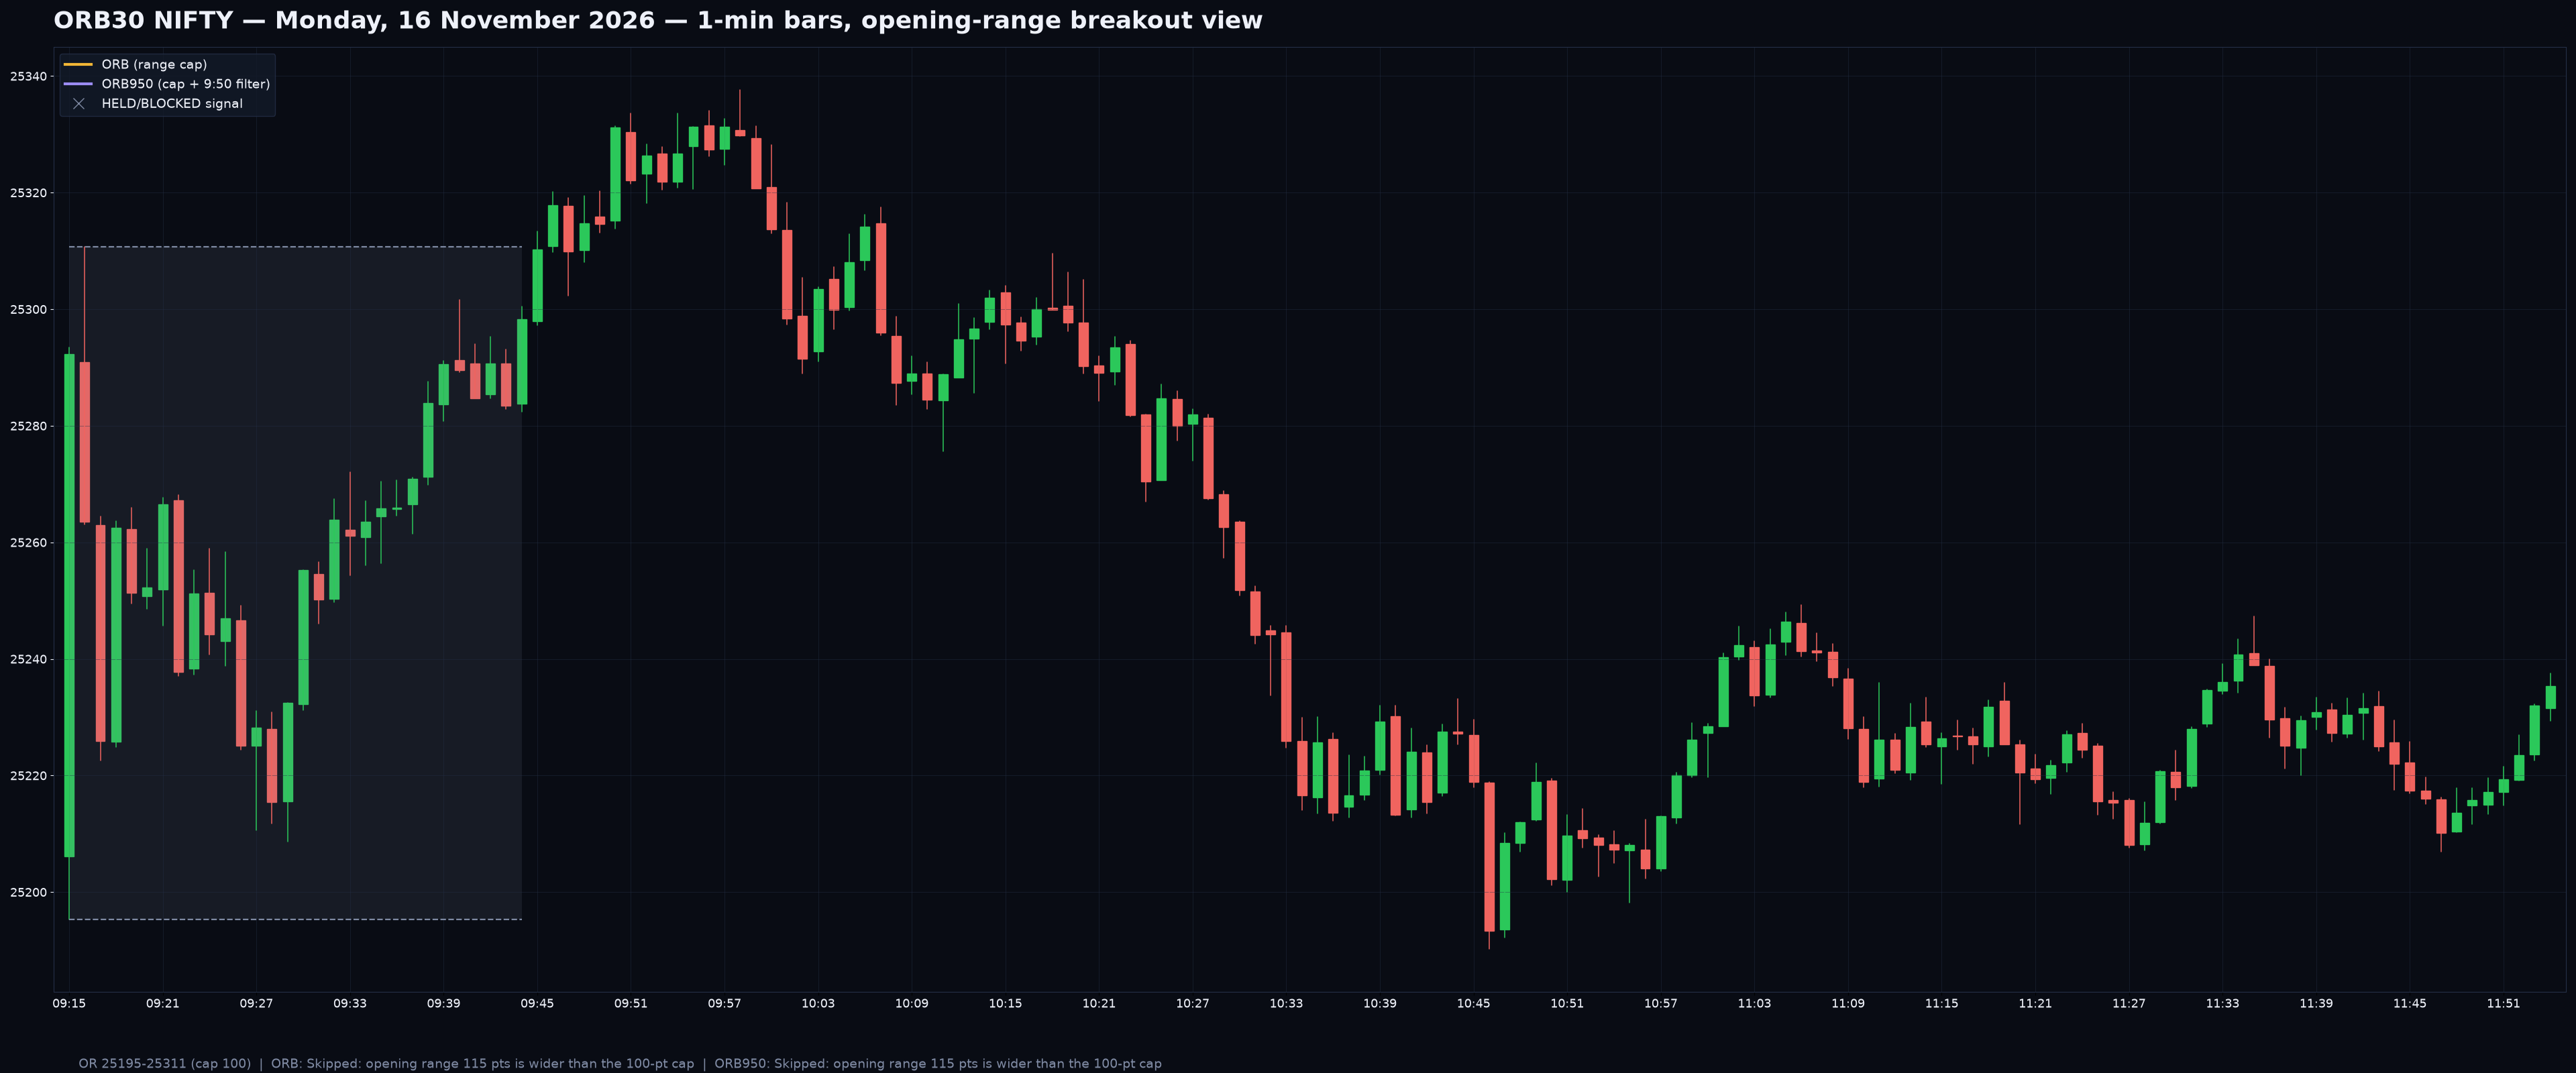 ORB30 NIFTY — Monday, 16 November 2026 — 1-min bars, opening-range breakout view
ORB (range cap)
ORB950 (cap + 9:50 filter)
HELD/BLOCKED signal
25340
25320
25300
25280
25260
25240
25220
25200
09:15 09:21 09:27 09:33 09:39 09:45 09:51 09:57 10:03 10:09 10:15 10:21 10:27 10:33 10:39 10:45 10:51 10:57 11:03 11:09 11:15 11:21 11:27 11:33 11:39 11:45 11:51
OR 25195-25311 (cap 100) | ORB: Skipped: opening range 115 pts is wider than the 100-pt cap | ORB950: Skipped: opening range 115 pts is wider than the 100-pt cap